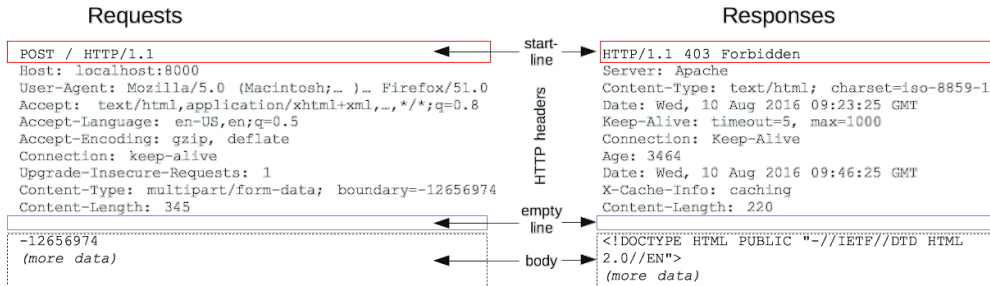 Requests
POST / HTTP/1.1
Host: localhost:8000
User-Agent: Mozilla/5.0 (Macintosh;… )… Firefox/51.0
Accept: text/html,application/xhtml+xml,…,*/*;q=0.8
Accept-Language: en-US,en;q=0.5
Accept-Encoding: gzip, deflate
Connection: keep-alive
Upgrade-Insecure-Requests: 1
Content-Type: multipart/form-data; boundary=-12656974
Content-Length: 345
-12656974
(more data)
start-
line
HTTP headers
empty
line
body
Responses
HTTP/1.1 403 Forbidden
Server: Apache
Content-Type: text/html; charset=iso-8859-1
Date: Wed, 10 Aug 2016 09:23:25 GMT
Keep-Alive: timeout=5, max=1000
Connection: Keep-Alive
Age: 3464
Date: Wed, 10 Aug 2016 09:46:25 GMT
X-Cache-Info: caching
Content-Length: 220
<!DOCTYPE HTML PUBLIC "-//IETF//DTD HTML
2.0//EN">
(more data)